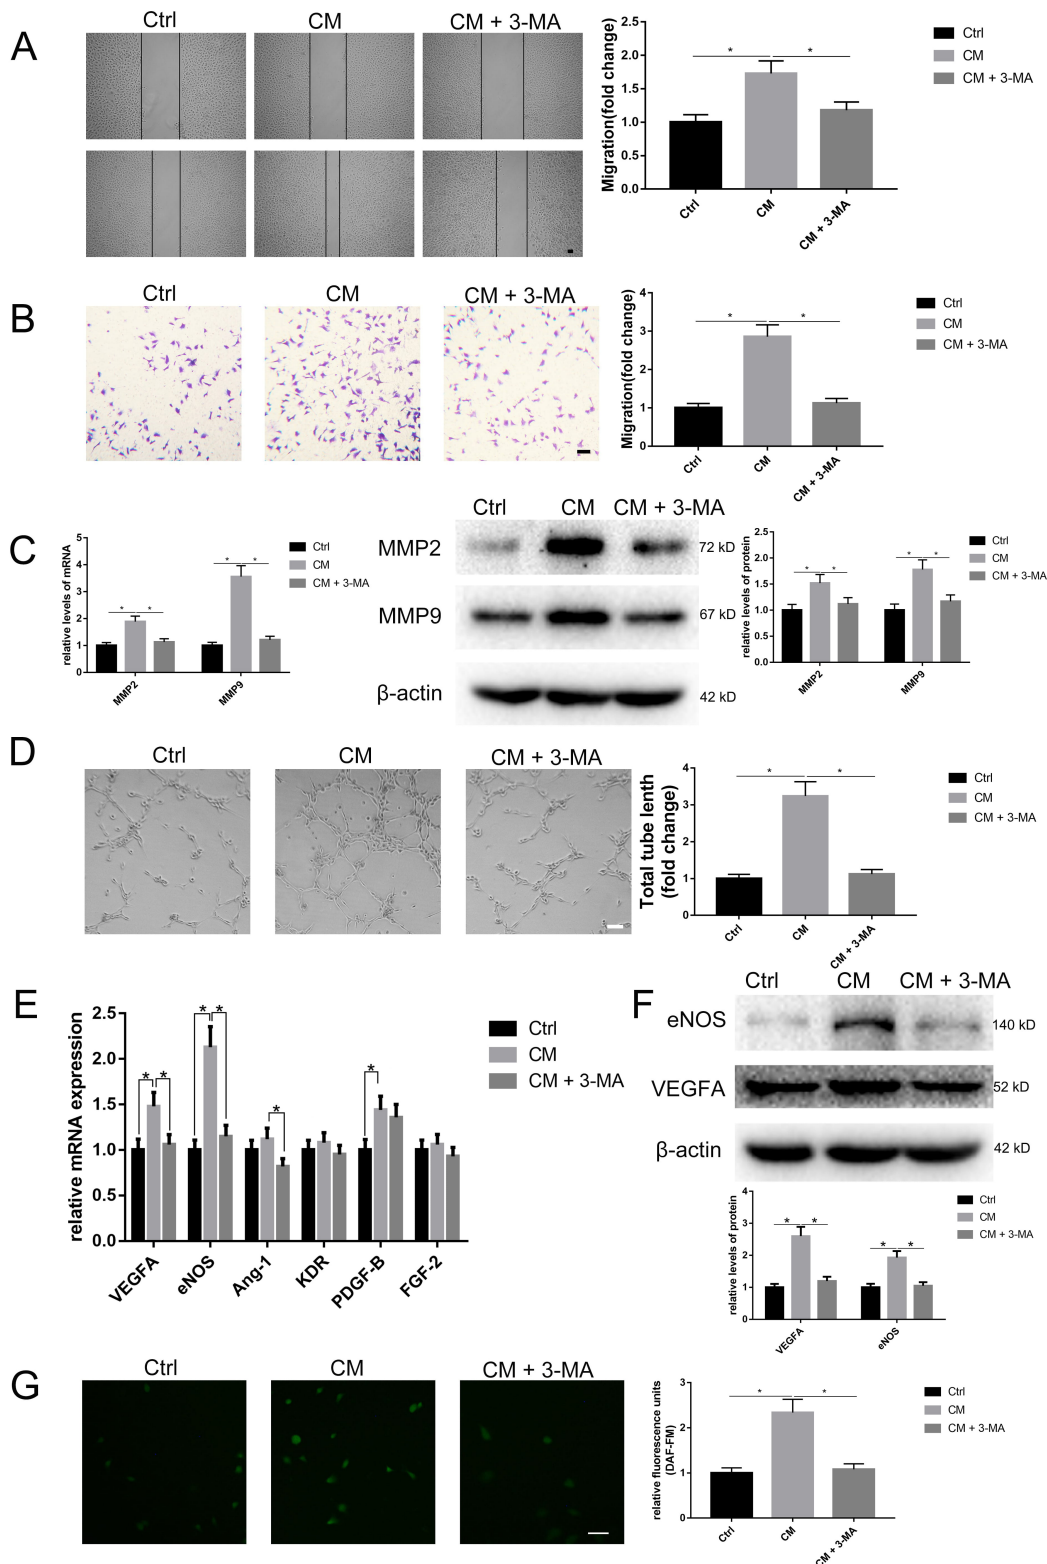 A
Ctrl
CM
CM + 3-MA
Migration(fold change)
2.5
2.0
1.5
1.0
0.5
0.0
*
*
Ctrl
CM
CM + 3-MA
Ctrl
CM
CM + 3-MA
B
Ctrl
CM
CM + 3-MA
Migration(fold change)
4
3
2
1
0
*
*
Ctrl
CM
CM + 3-MA
Ctrl
CM
CM + 3-MA
C
relative levels of mRNA
5
4
3
2
1
0
*
*
*
*
MMP2
MMP9
Ctrl
CM
CM + 3-MA
Ctrl
CM
CM + 3-MA
MMP2
72 kD
MMP9
67 kD
β-actin
42 kD
relative levels of protein
2.5
2.0
1.5
1.0
0.5
0.0
*
*
*
*
MMP2
MMP9
Ctrl
CM
CM + 3-MA
D
Ctrl
CM
CM + 3-MA
Total tube lenth
(fold change)
4
3
2
1
0
*
*
Ctrl
CM
CM + 3-MA
Ctrl
CM
CM + 3-MA
E
relative mRNA expression
2.5
2.0
1.5
1.0
0.5
0.0
*
*
*
*
*
*
VEGFA
eNOS
Ang-1
KDR
PDGF-B
FGF-2
Ctrl
CM
CM + 3-MA
F
Ctrl
CM
CM + 3-MA
eNOS
140 kD
VEGFA
52 kD
β-actin
42 kD
relative levels of protein
4
3
2
1
0
*
*
*
*
VEGFA
eNOS
Ctrl
CM
CM + 3-MA
G
Ctrl
CM
CM + 3-MA
relative fluorescence units
(DAF-FM)
3
2
1
0
*
*
Ctrl
CM
CM + 3-MA
Ctrl
CM
CM + 3-MA